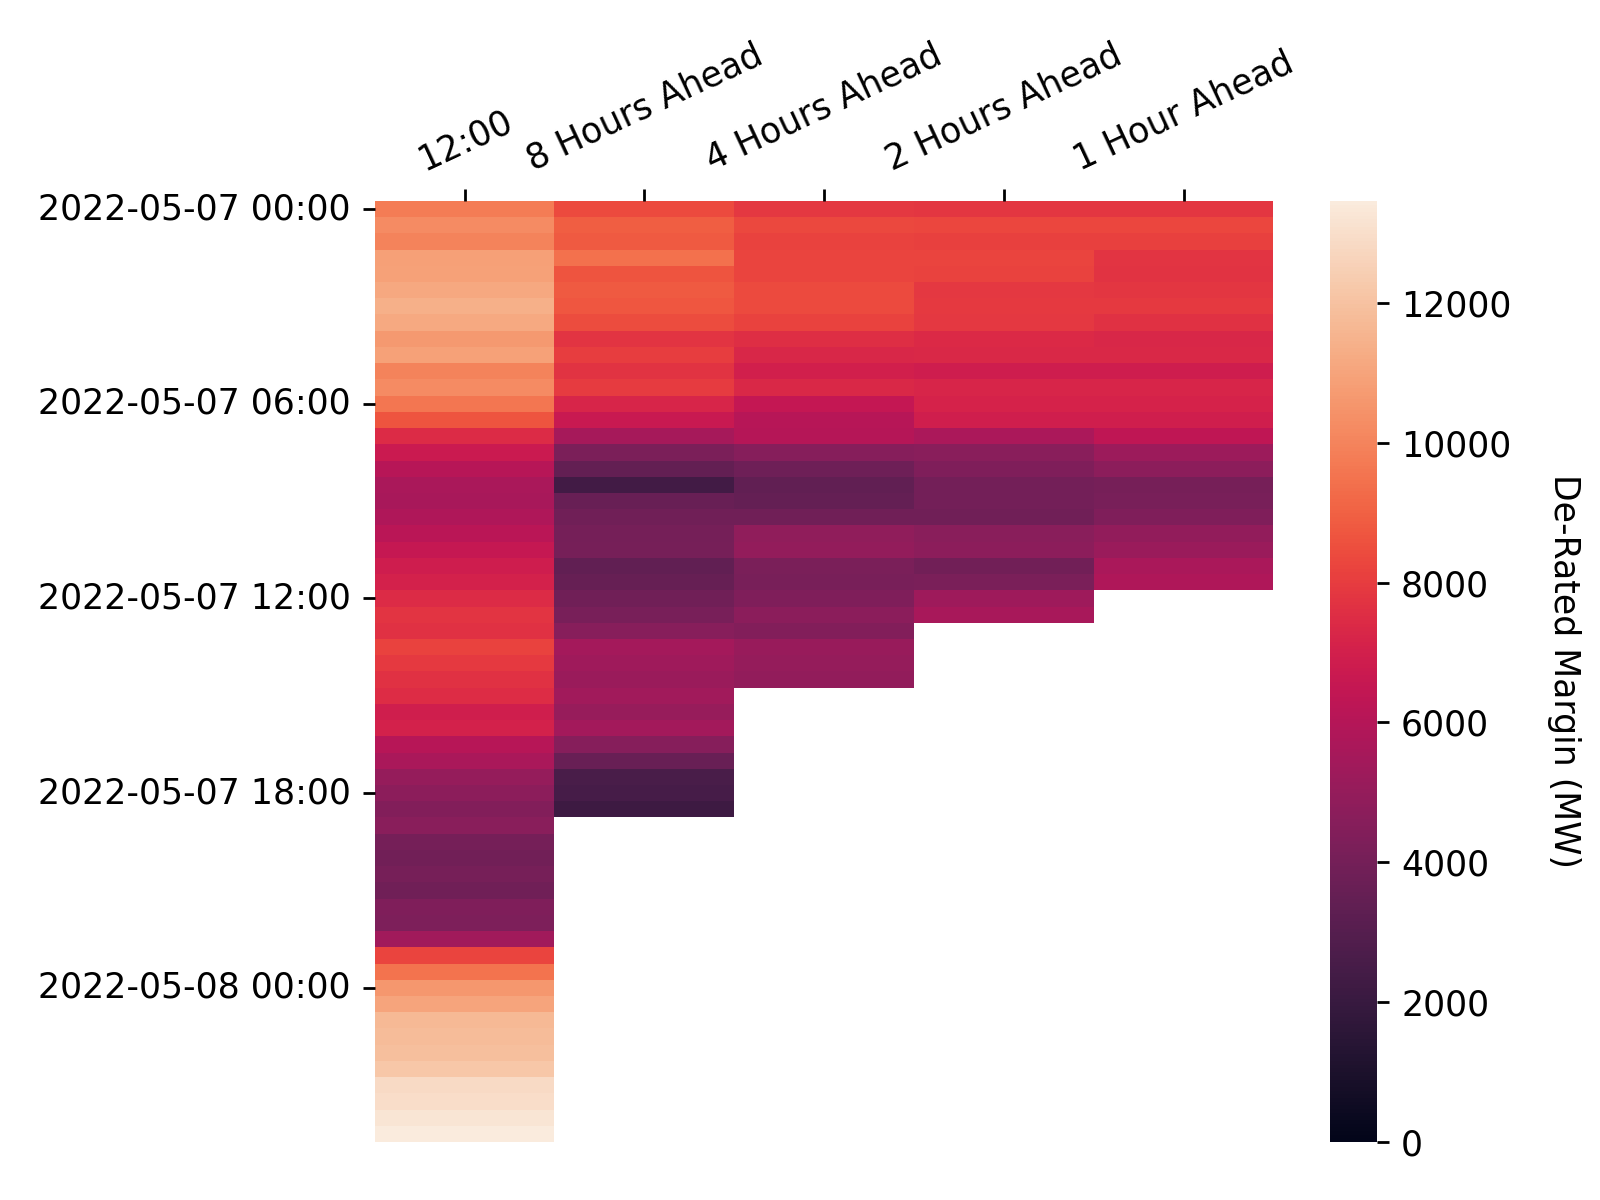 12:00
8 Hours Ahead
4 Hours Ahead
2 Hours Ahead
1 Hour Ahead
2022-05-07 00:00
2022-05-07 06:00
2022-05-07 12:00
2022-05-07 18:00
2022-05-08 00:00
12000
10000
8000
6000
4000
2000
0
De-Rated Margin (MW)